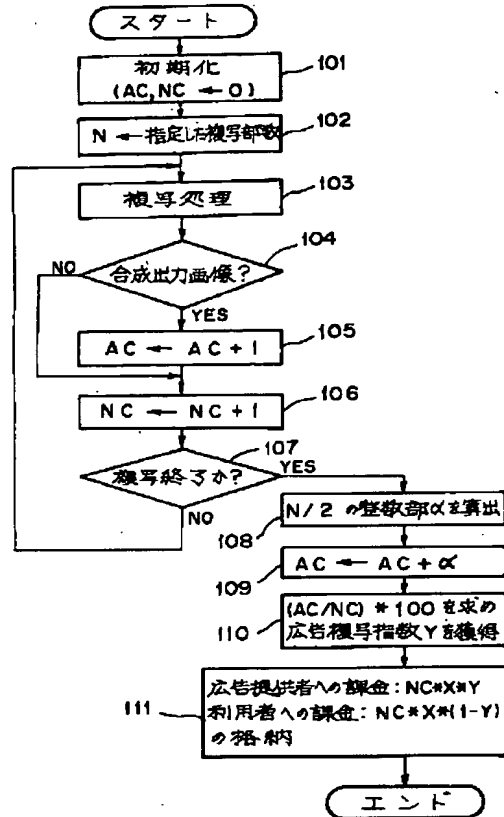 スタート
初期化
(AC, NC ← 0)
101
N ← 指定した複写部数
102
複写処理
103
合成出力画像?
104
NO
YES
AC ← AC + 1
105
NC ← NC + 1
106
複写終了か?
107
YES
NO
N/2 の整数部αを算出
108
AC ← AC + α
109
(AC/NC) * 100 を求め
広告複写指数 Y を獲得
110
広告提供者への課金: NC*X*Y
利用者への課金: NC*X*(1-Y)
の格納
111
エンド